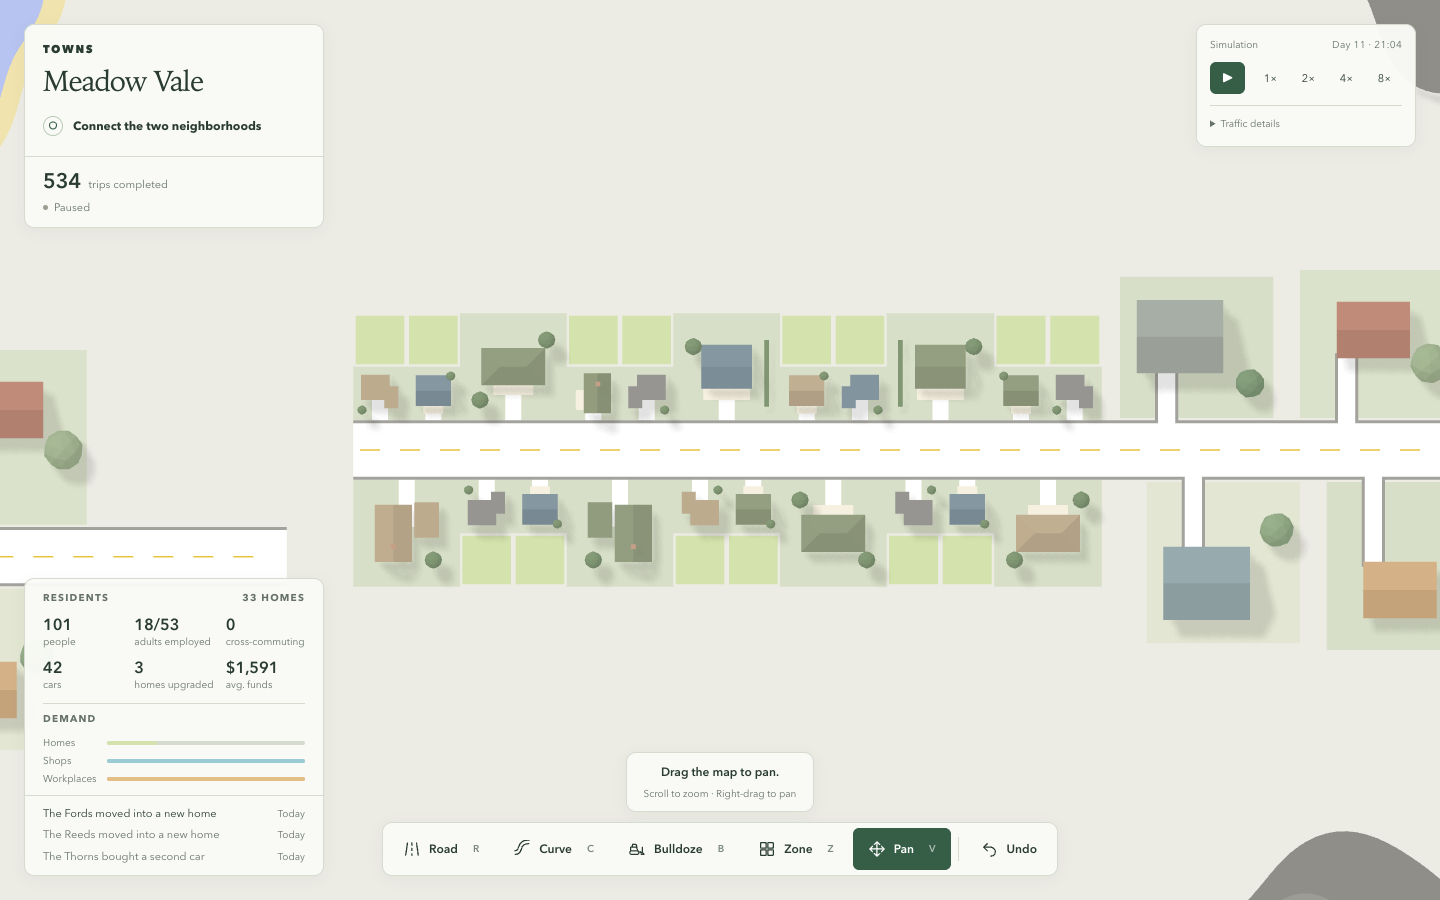 TOWNS
Meadow Vale
Connect the two neighborhoods
534 trips completed
Paused
Simulation Day 11 · 21:04
1× 2× 4× 8×
Traffic details
RESIDENTS 33 HOMES
101 18/53 0
people adults employed cross-commuting
42 3 $1,591
cars homes upgraded avg. funds
DEMAND
Homes
Shops
Workplaces
The Fords moved into a new home Today
The Reeds moved into a new home Today
The Thorns bought a second car Today
Drag the map to pan.
Scroll to zoom · Right-drag to pan
Road R Curve C Bulldoze B Zone Z Pan V Undo